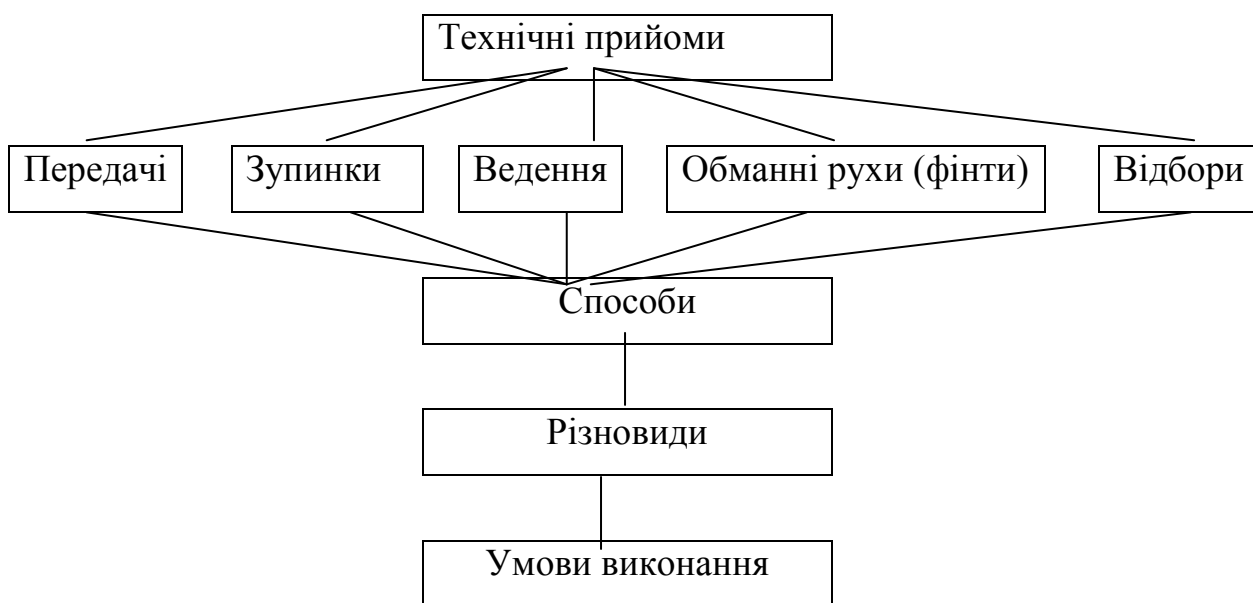 Технічні прийоми
Передачі
Зупинки
Ведення
Обманні рухи (фінти)
Відбори
Способи
Різновиди
Умови виконання